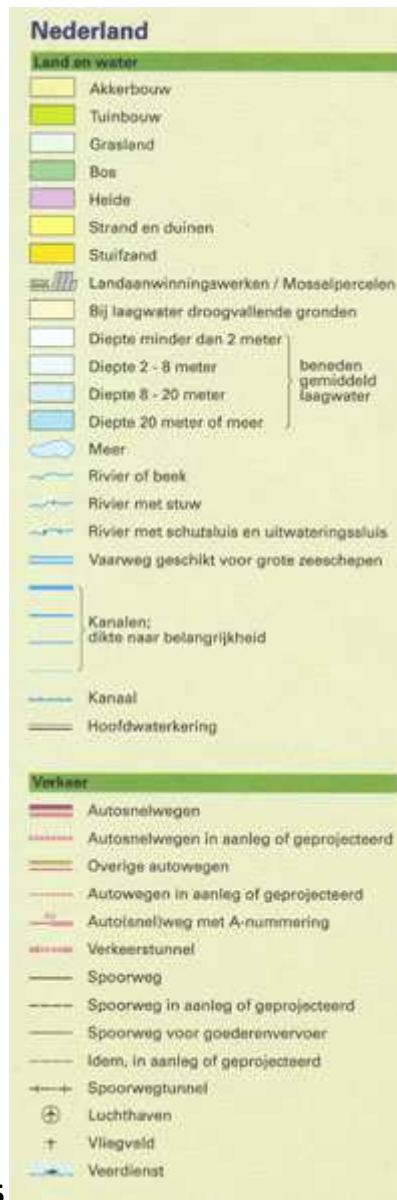 Nederland
Land en water
Akkerbouw
Tuinbouw
Grasland
Bos
Heide
Strand en duinen
Stuifzand
Landaanwinningswerken / Mosselpercelen
Bij laagwater droogvallende gronden
Diepte minder dan 2 meter
Diepte 2 - 8 meter
Diepte 8 - 20 meter
Diepte 20 meter of meer
beneden
gemiddeld
laagwater
Meer
Rivier of beek
Rivier met stuw
Rivier met schutsluis en uitwateringssluis
Vaarweg geschikt voor grote zeeschepen
Kanalen;
dikte naar belangrijkheid
Kanaal
Hoofdwaterkering
Verkeer
Autosnelwegen
Autosnelwegen in aanleg of geprojecteerd
Overige autowegen
Autowegen in aanleg of geprojecteerd
Auto(snel)weg met A-nummering
Verkeerstunnel
Spoorweg
Spoorweg in aanleg of geprojecteerd
Spoorweg voor goederenvervoer
Idem, in aanleg of geprojecteerd
Spoorwegtunnel
Luchthaven
Vliegveld
Veerdienst